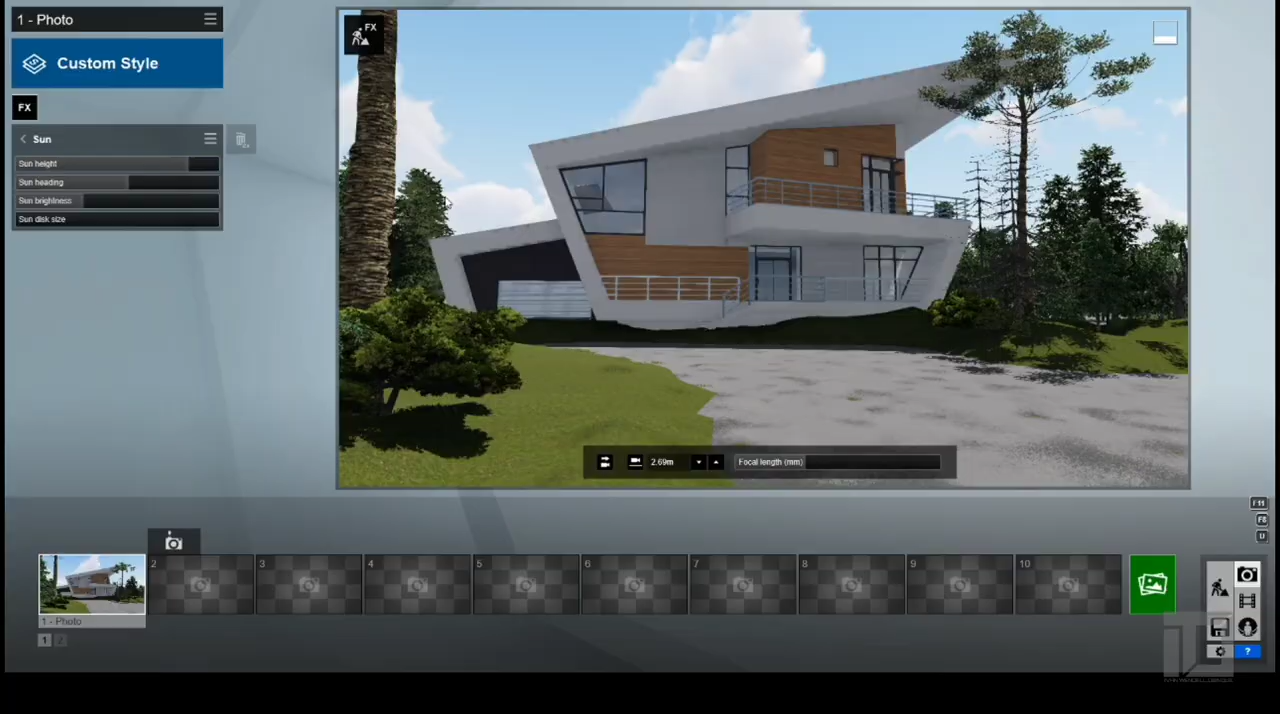 1 - Photo
Custom Style
FX
Sun
Sun height
Sun heading
Sun brightness
Sun disk size
FX
2.69m
Focal length (mm)
F11
F8
U
2
3
4
5
6
7
8
9
10
1 - Photo
1
2
?